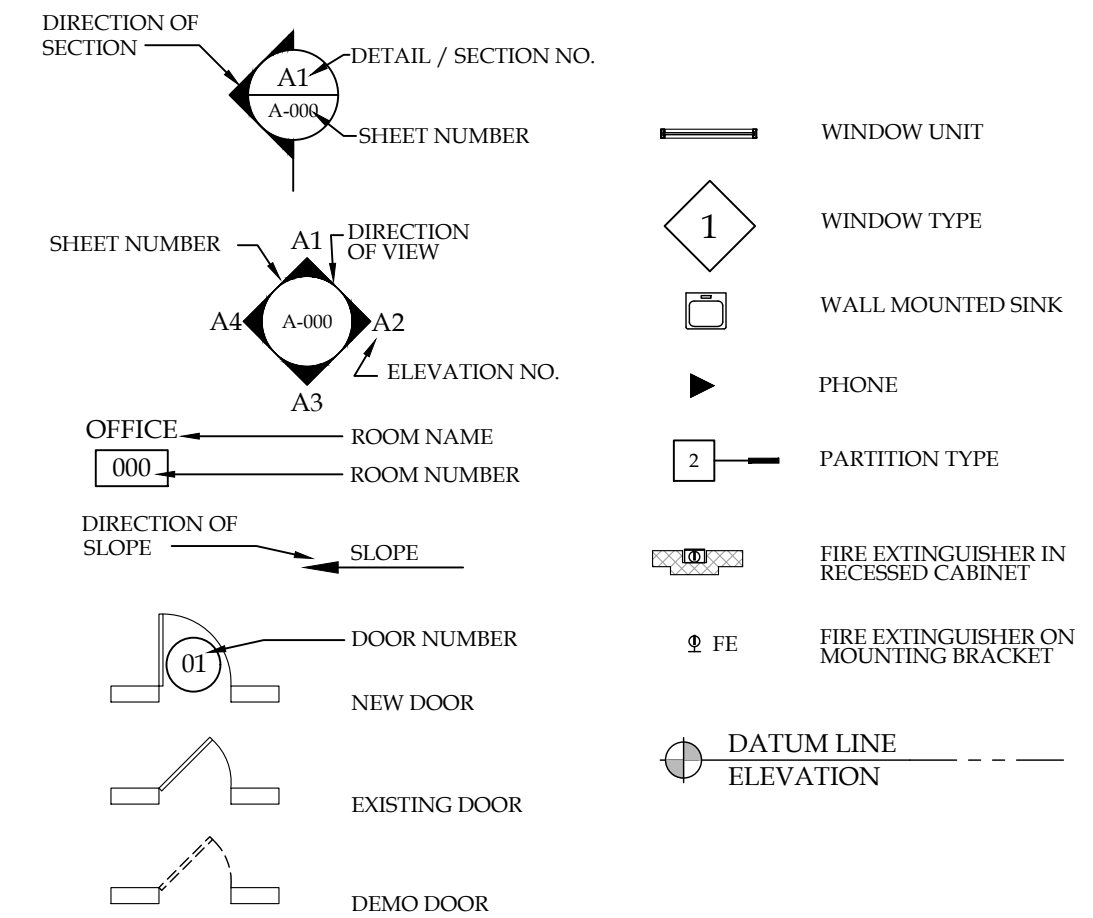 DIRECTION OF
SECTION
A1
A-000
DETAIL / SECTION NO.
SHEET NUMBER
SHEET NUMBER
A1
DIRECTION
OF VIEW
A4
A-000
A2
ELEVATION NO.
A3
OFFICE
ROOM NAME
000
ROOM NUMBER
DIRECTION OF
SLOPE
SLOPE
01
DOOR NUMBER
NEW DOOR
EXISTING DOOR
DEMO DOOR
WINDOW UNIT
1
WINDOW TYPE
WALL MOUNTED SINK
PHONE
2
PARTITION TYPE
FIRE EXTINGUISHER IN
RECESSED CABINET
FE
FIRE EXTINGUISHER ON
MOUNTING BRACKET
DATUM LINE
ELEVATION